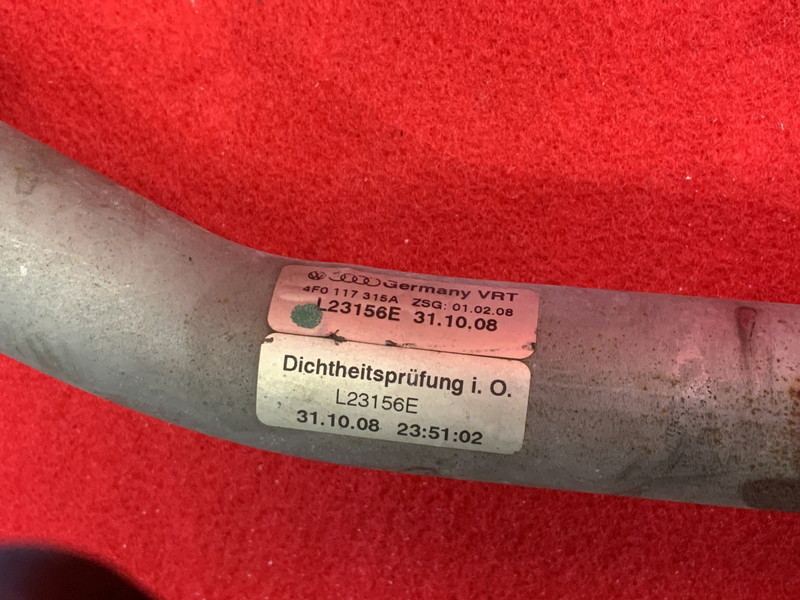 Germany VRT
4F0 117 315A ZSG: 01.02.08
L23156E 31.10.08
Dichtheitsprüfung i. O.
L23156E
31.10.08 23:51:02